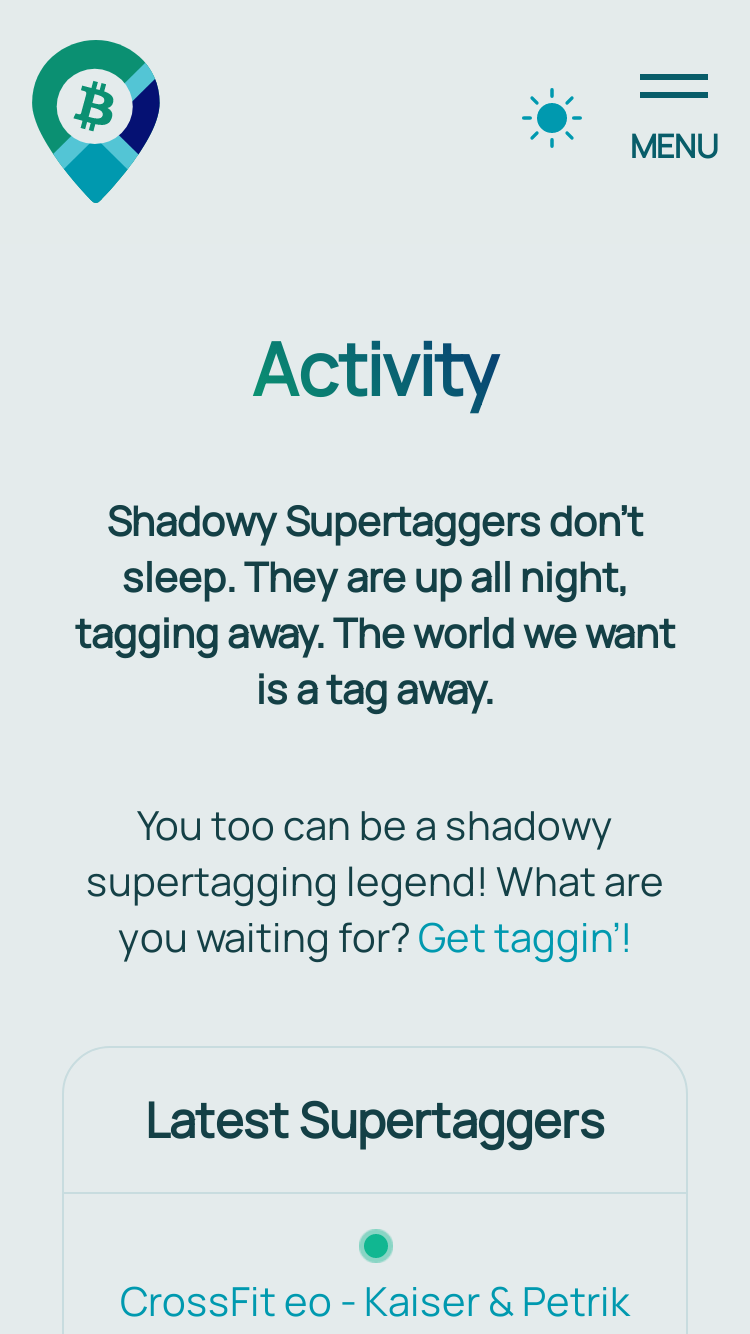 MENU
Activity
Shadowy Supertaggers don’t
sleep. They are up all night,
tagging away. The world we want
is a tag away.
You too can be a shadowy
supertagging legend! What are
you waiting for? Get taggin’!
Latest Supertaggers
CrossFit eo - Kaiser & Petrik